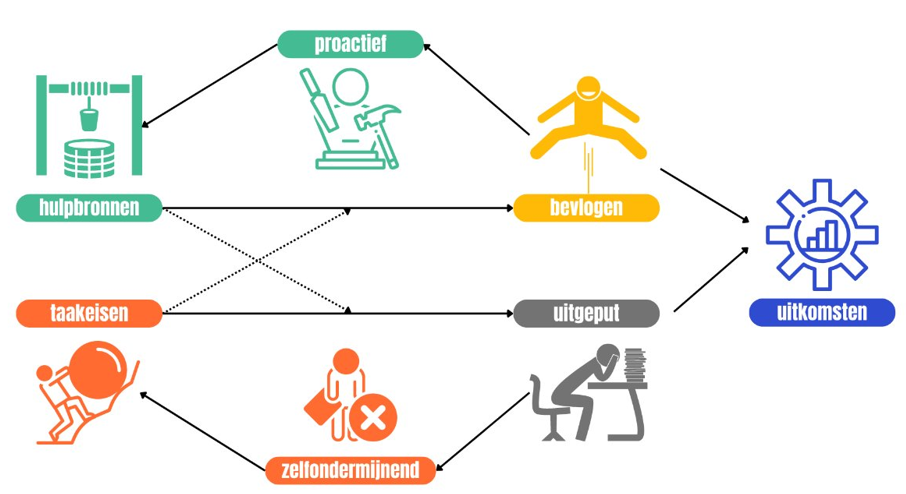 proactief
hulpbronnen
bevlogen
taakeisen
uitgeput
uitkomsten
zelfondermijnend